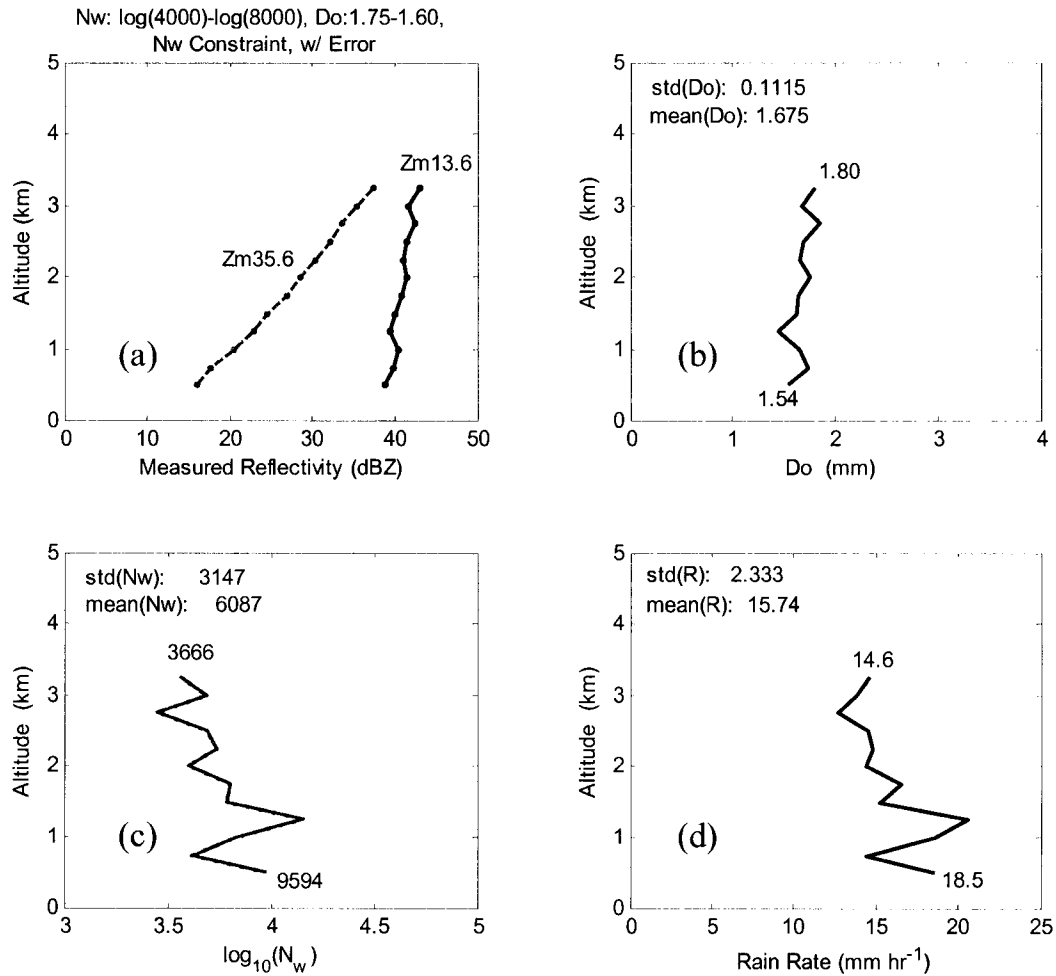 Nw: log(4000)-log(8000), Do:1.75-1.60,
Nw Constraint, w/ Error
5
4
3
2
1
0
Altitude (km)
Zm13.6
Zm35.6
(a)
0
10
20
30
40
50
Measured Reflectivity (dBZ)
5
4
3
2
1
0
Altitude (km)
std(Do): 0.1115
mean(Do): 1.675
1.80
(b)
1.54
0
1
2
3
4
Do (mm)
5
4
3
2
1
0
Altitude (km)
std(Nw): 3147
mean(Nw): 6087
3666
(c)
9594
3
3.5
4
4.5
5
log10(Nw)
5
4
3
2
1
0
Altitude (km)
std(R): 2.333
mean(R): 15.74
14.6
(d)
18.5
0
5
10
15
20
25
Rain Rate (mm hr-1)